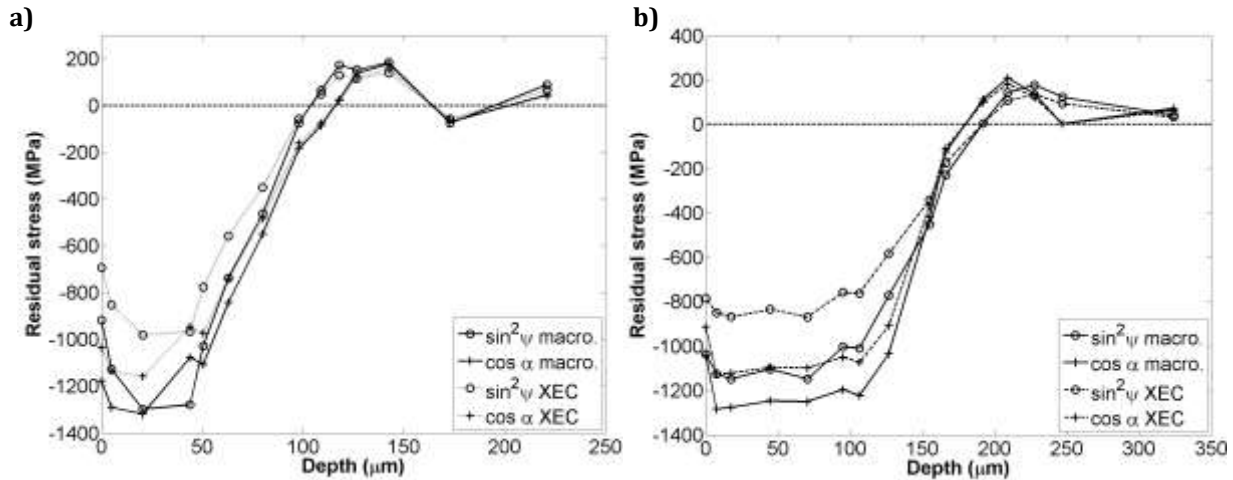 a)
200
0
-200
-400
-600
-800
-1000
-1200
-1400
0 50 100 150 200 250
Residual stress (MPa)
Depth (μm)
sin²ψ macro.
cos α macro.
sin²ψ XEC
cos α XEC
b)
400
200
0
-200
-400
-600
-800
-1000
-1200
-1400
0 50 100 150 200 250 300 350
Residual stress (MPa)
Depth (μm)
sin²ψ macro.
cos α macro.
sin²ψ XEC
cos α XEC